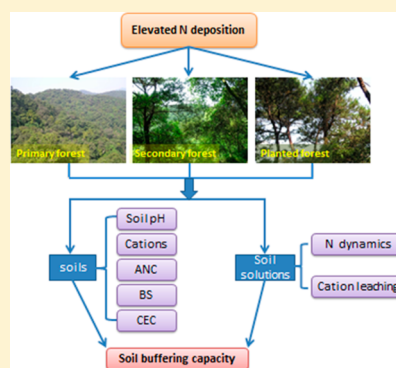 Elevated N deposition
Primary forest
Secondary forest
Planted forest
soils
Soil pH
Cations
ANC
BS
CEC
Soil
solutions
N dynamics
Cation leaching
Soil buffering capacity